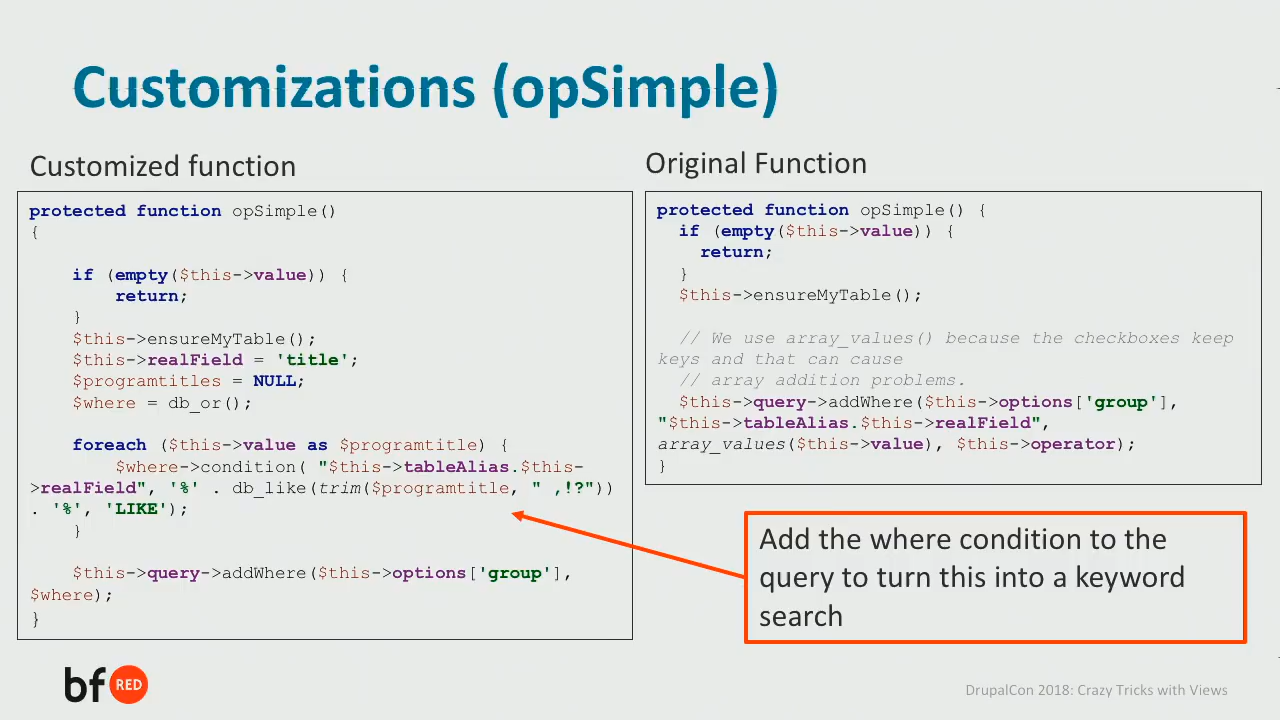 Customizations (opSimple)
Customized function
protected function opSimple()
{
if (empty($this->value)) {
return;
}
$this->ensureMyTable();
$this->realField = 'title';
$programtitles = NULL;
$where = db_or();
foreach ($this->value as $programtitle) {
$where->condition( "$this->tableAlias.$this-
>realField", '%' . db_like(trim($programtitle, " ,!?"))
. '%', 'LIKE');
}
$this->query->addWhere($this->options['group'],
$where);
}
Original Function
protected function opSimple() {
if (empty($this->value)) {
return;
}
$this->ensureMyTable();
// We use array_values() because the checkboxes keep
keys and that can cause
// array addition problems.
$this->query->addWhere($this->options['group'],
"$this->tableAlias.$this->realField",
array_values($this->value), $this->operator);
}
Add the where condition to the
query to turn this into a keyword
search
bf RED
DrupalCon 2018: Crazy Tricks with Views